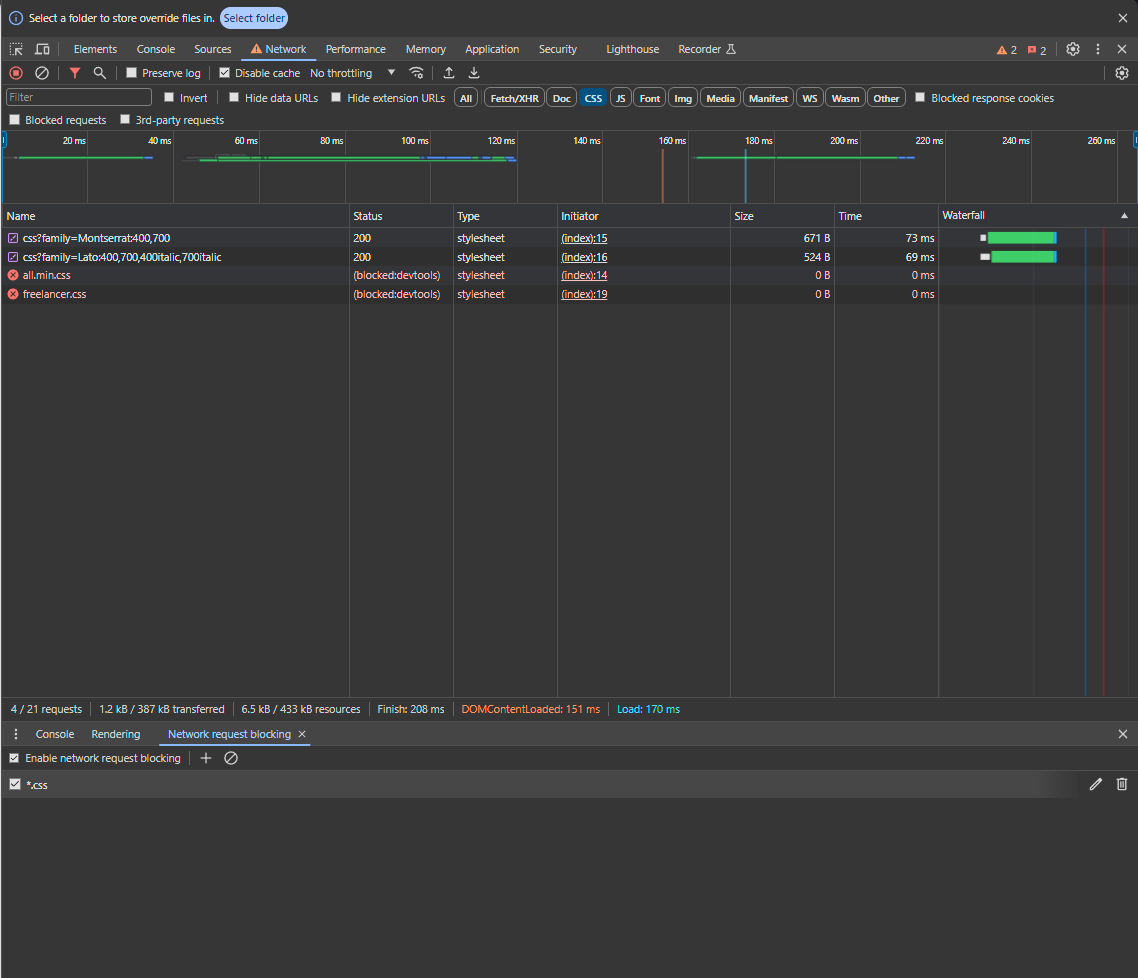 Select a folder to store override files in. Select folder
Elements Console Sources Network Performance Memory Application Security Lighthouse Recorder 2 2
Preserve log Disable cache No throttling
Filter Invert Hide data URLs Hide extension URLs All Fetch/XHR Doc CSS JS Font Img Media Manifest WS Wasm Other Blocked response cookies
Blocked requests 3rd-party requests
20 ms 40 ms 60 ms 80 ms 100 ms 120 ms 140 ms 160 ms 180 ms 200 ms 220 ms 240 ms 260 ms
Name Status Type Initiator Size Time Waterfall
css?family=Montserrat:400,700 200 stylesheet (index):15 671 B 73 ms
css?family=Lato:400,700,400italic,700italic 200 stylesheet (index):16 524 B 69 ms
all.min.css (blocked:devtools) stylesheet (index):14 0 B 0 ms
freelancer.css (blocked:devtools) stylesheet (index):19 0 B 0 ms
4 / 21 requests 1.2 kB / 387 kB transferred 6.5 kB / 433 kB resources Finish: 208 ms DOMContentLoaded: 151 ms Load: 170 ms
Console Rendering Network request blocking
Enable network request blocking
*.css